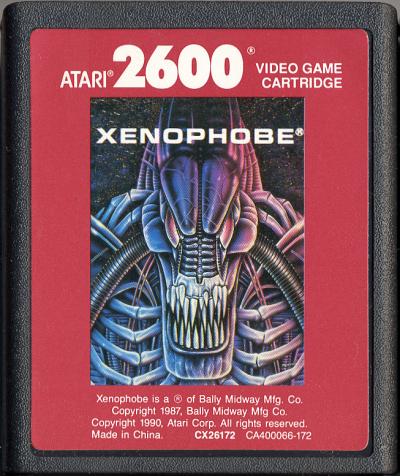 ATARI® 2600® VIDEO GAME
CARTRIDGE
XENOPHOBE®
Xenophobe is a ® of Bally Midway Mfg. Co.
Copyright 1987, Bally Midway Mfg. Co.
Copyright 1990, Atari Corp. All rights reserved.
Made in China. CX26172 CA400066-172